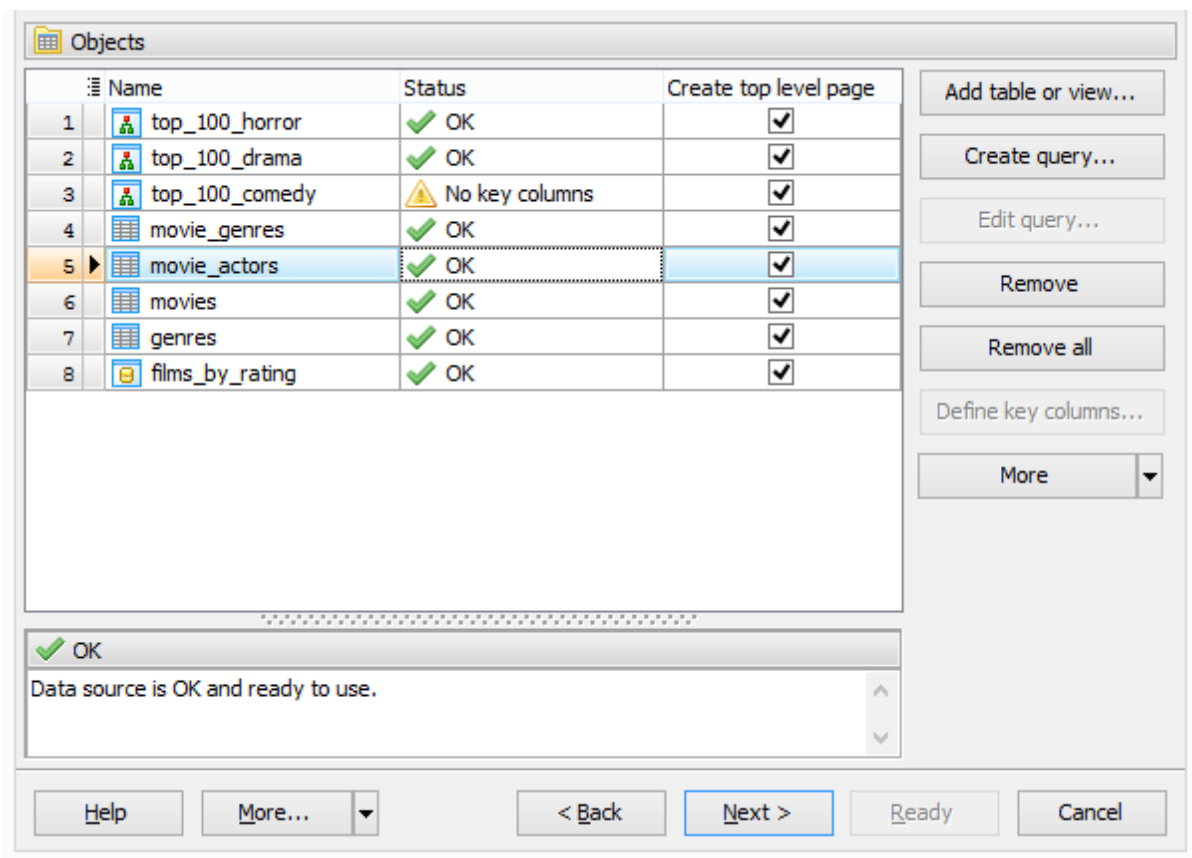 Objects
Name Status Create top level page
1 top_100_horror OK
2 top_100_drama OK
3 top_100_comedy No key columns
4 movie_genres OK
5 movie_actors OK
6 movies OK
7 genres OK
8 films_by_rating OK
Add table or view...
Create query...
Edit query...
Remove
Remove all
Define key columns...
More
OK
Data source is OK and ready to use.
Help More... < Back Next > Ready Cancel